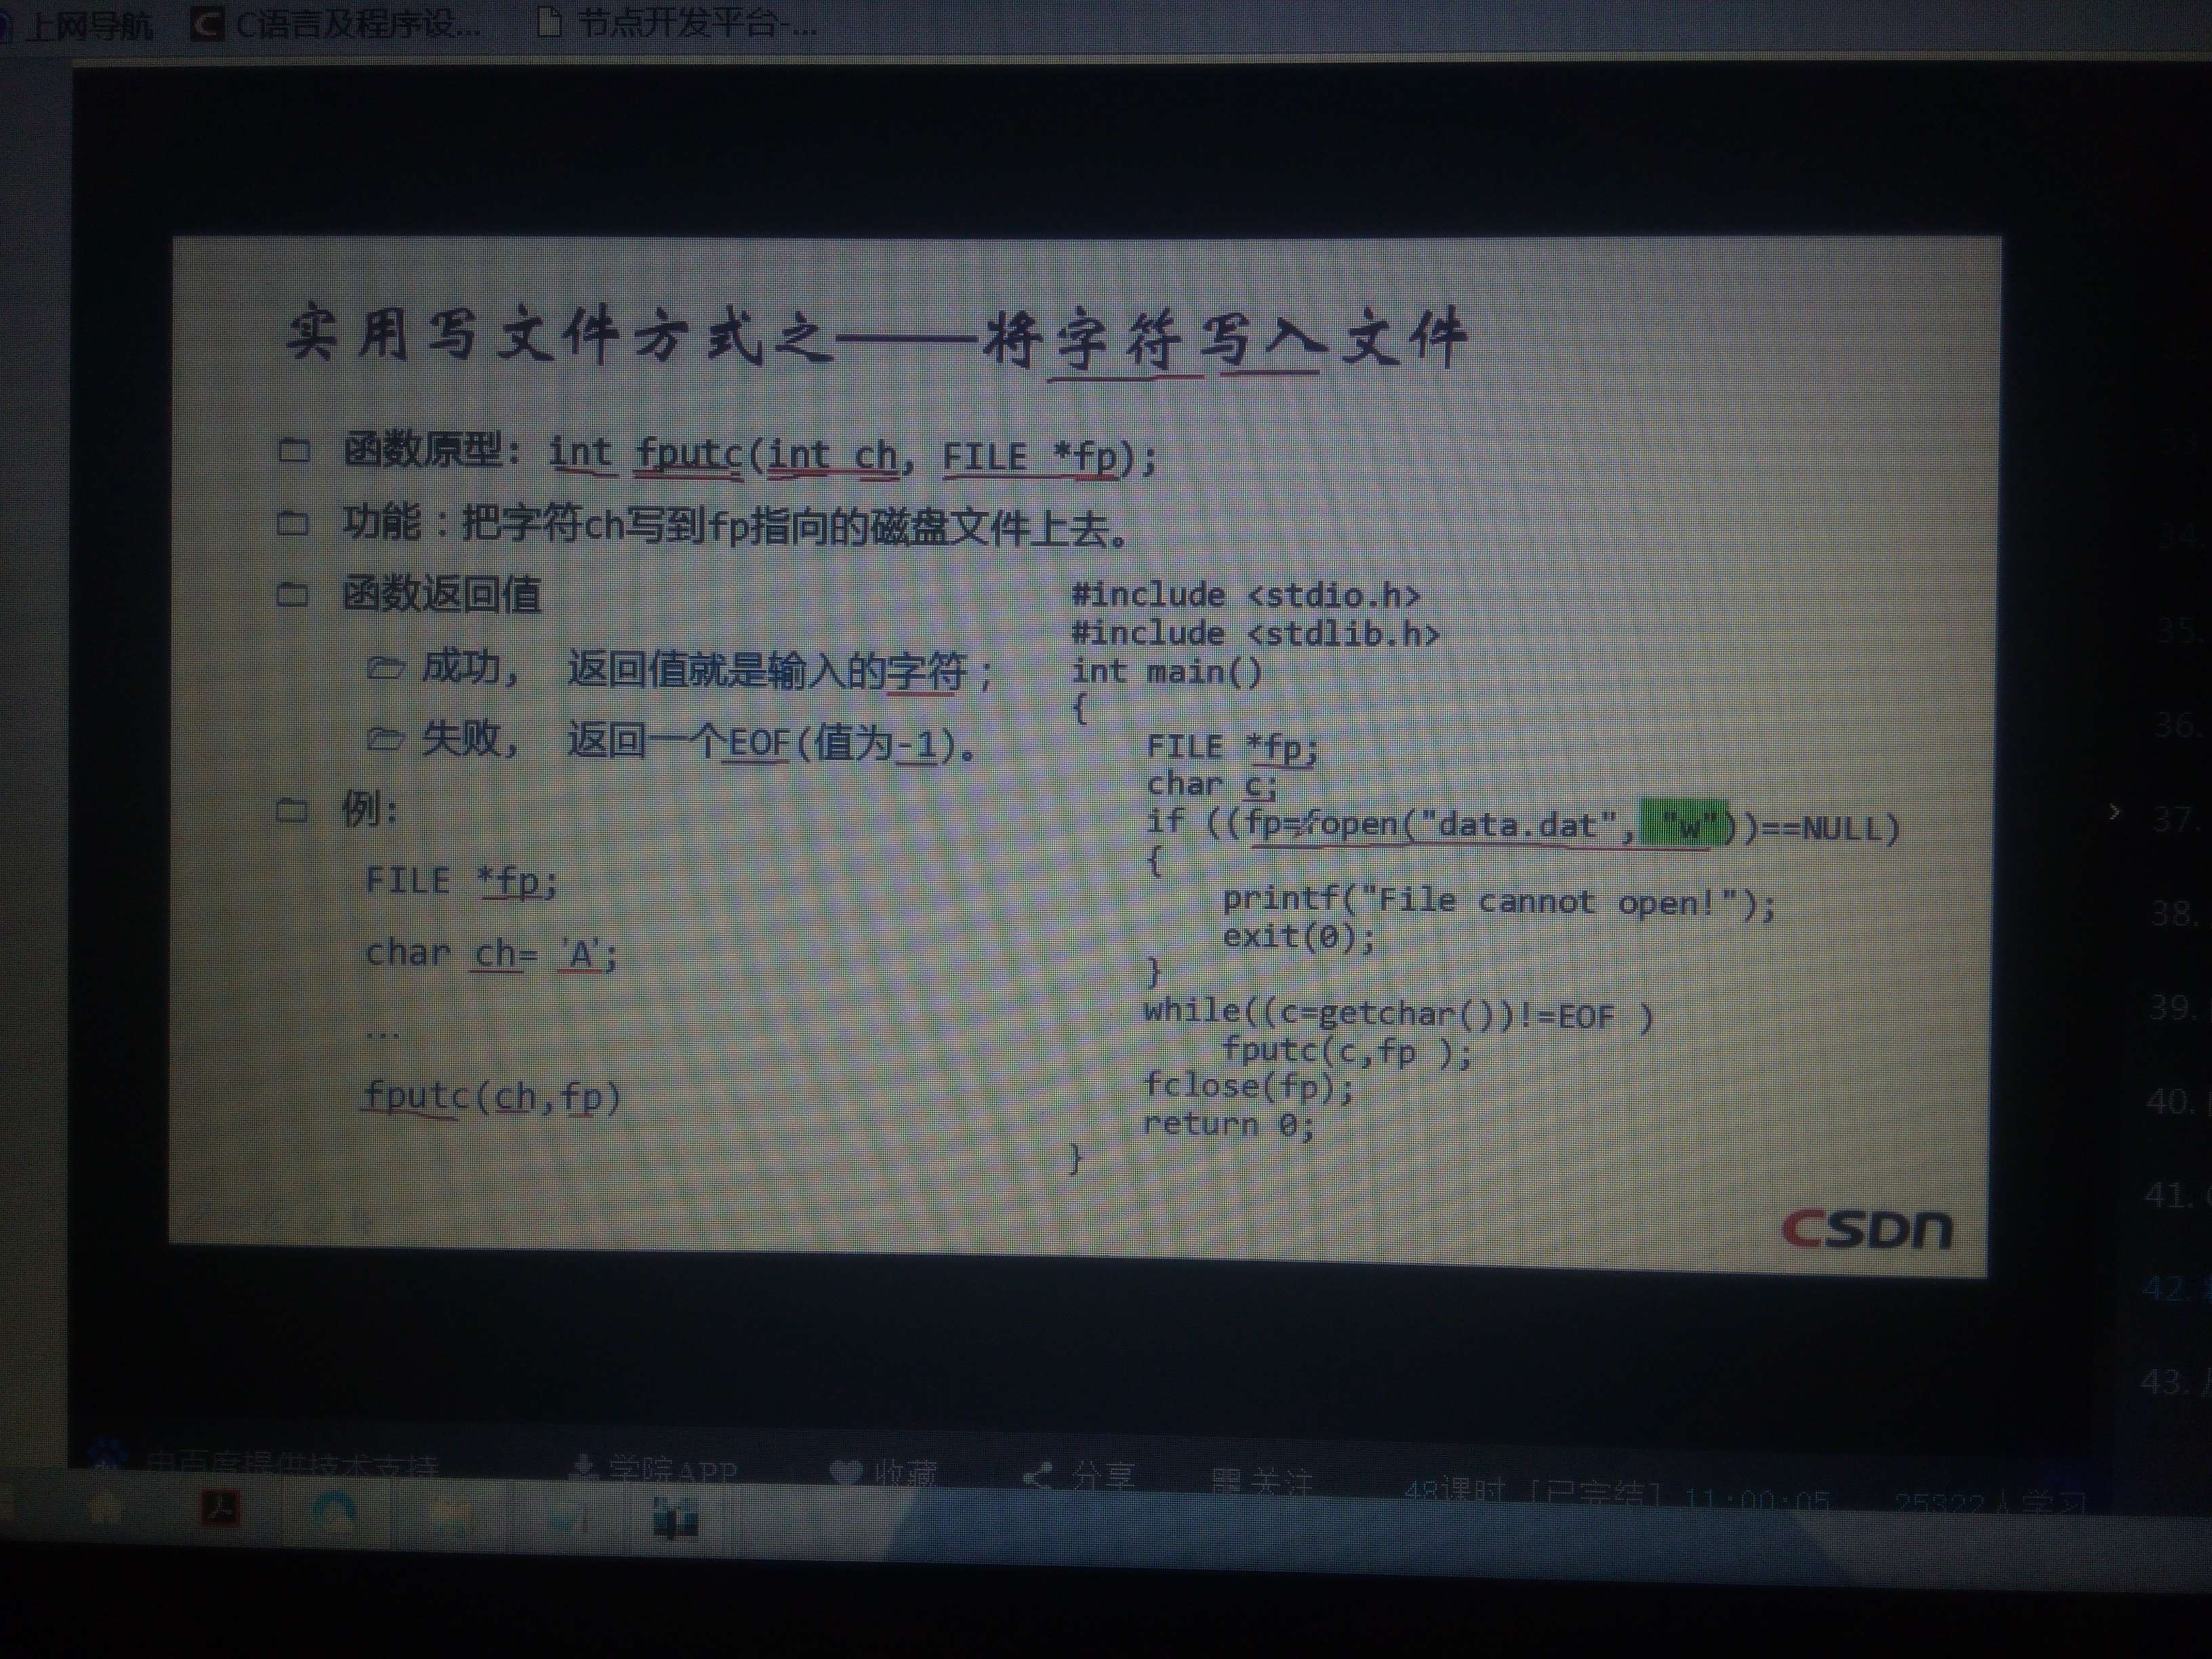 上网导航 C语言及程序设... 节点开发平台-...
实用写文件方式之——将字符写入文件
函数原型: int fputc(int ch, FILE *fp);
功能：把字符ch写到fp指向的磁盘文件上去。
函数返回值
成功， 返回值就是输入的字符；
失败， 返回一个EOF(值为-1)。
例:
FILE *fp;
char ch= 'A';
...
fputc(ch,fp)
#include <stdio.h>
#include <stdlib.h>
int main()
{
FILE *fp;
char c;
if ((fp=fopen("data.dat", "w"))==NULL)
{
printf("File cannot open!");
exit(0);
}
while((c=getchar())!=EOF )
fputc(c,fp );
fclose(fp);
return 0;
}
CSDN
34.
35.
36.
37.
38.
39.
40.
41.
42.
43.
由百度提供技术支持 学院APP 收藏 分享 关注 48课时 [已完结] 11:00:05 25322人学习